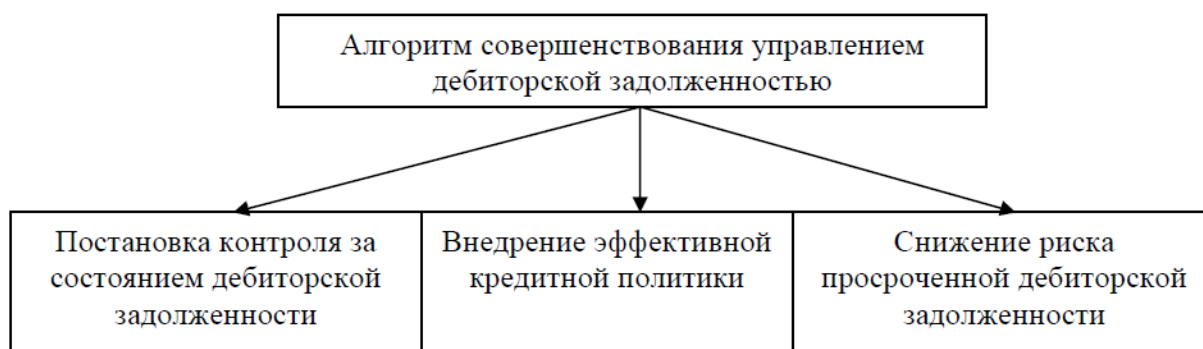 Алгоритм совершенствования управлением
дебиторской задолженностью
Постановка контроля за
состоянием дебиторской
задолженности
Внедрение эффективной
кредитной политики
Снижение риска
просроченной дебиторской
задолженности